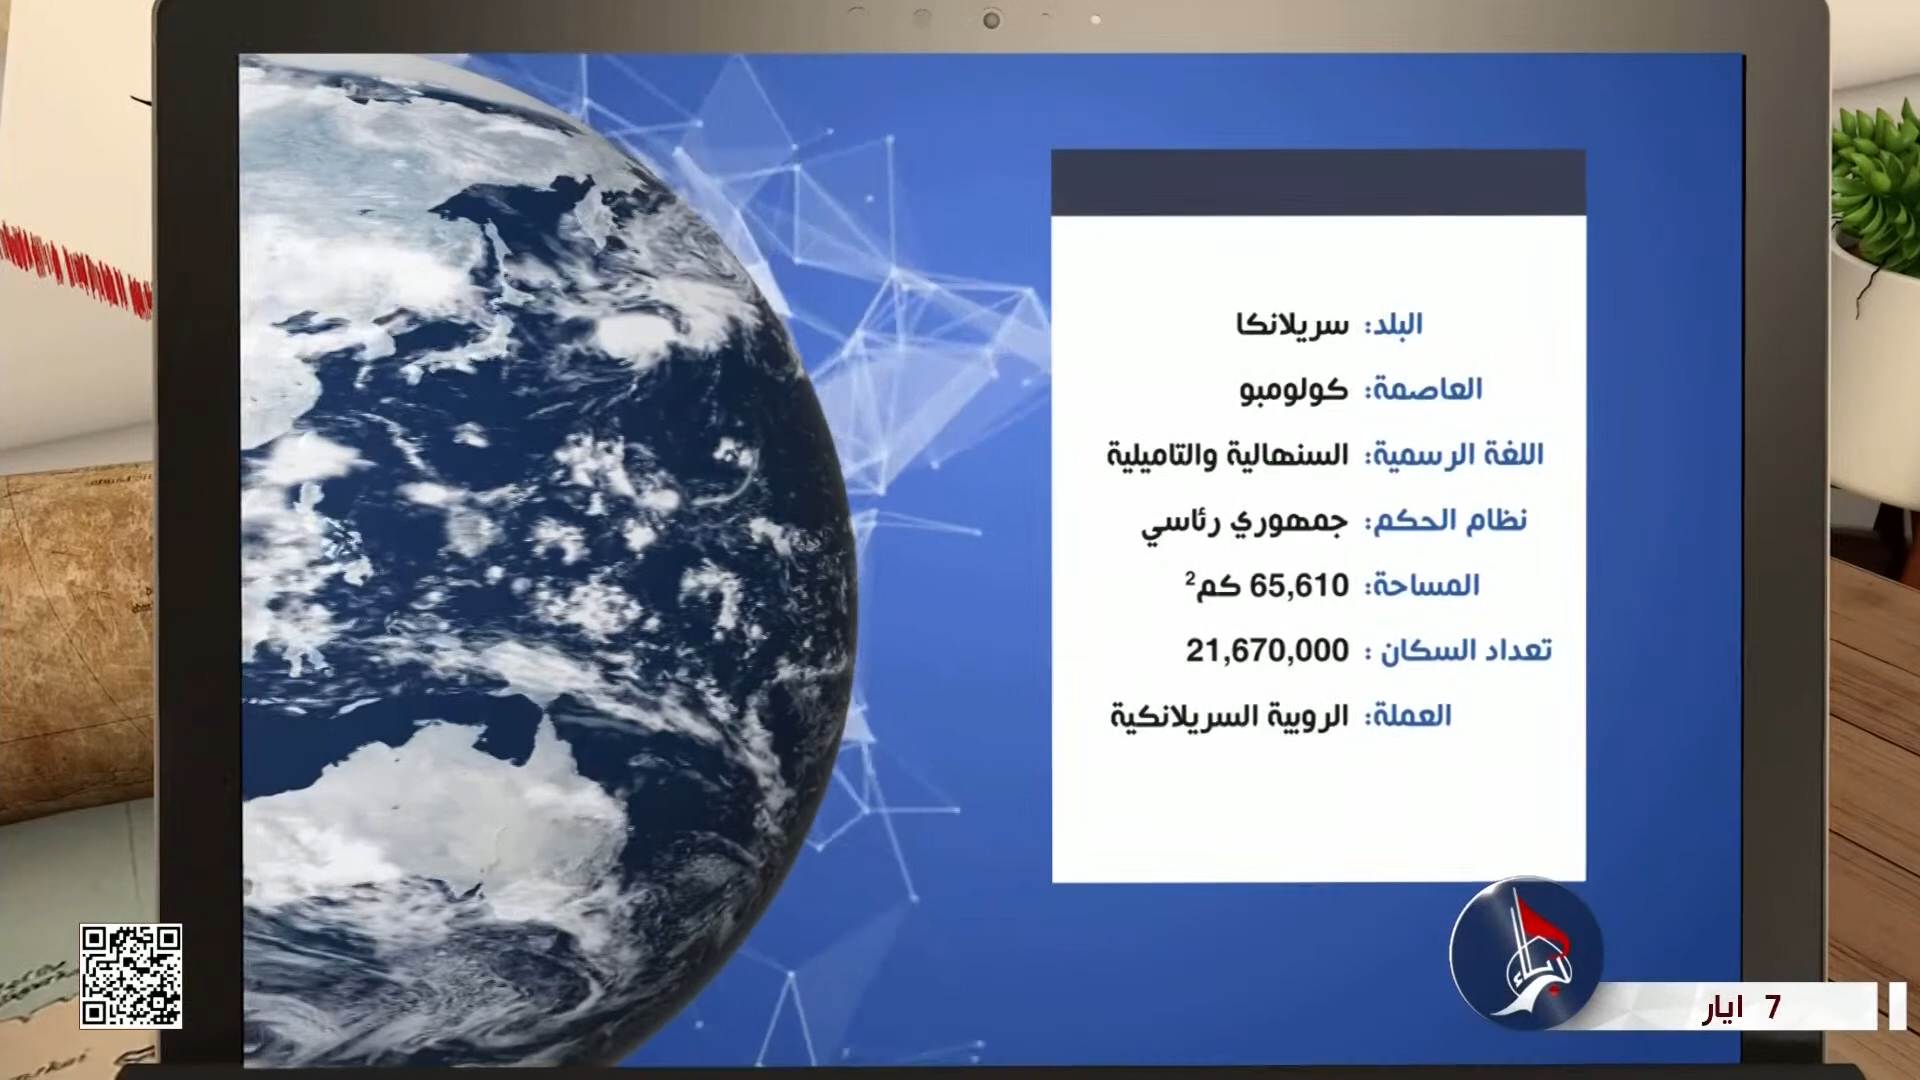 البلد: سريلانكا
العاصمة: كولومبو
اللغة الرسمية: السنهالية والتاميلية
نظام الحكم: جمهوري رئاسي
المساحة: 65,610 كم²
تعداد السكان : 21,670,000
العملة: الروبية السريلانكية
7 ايار